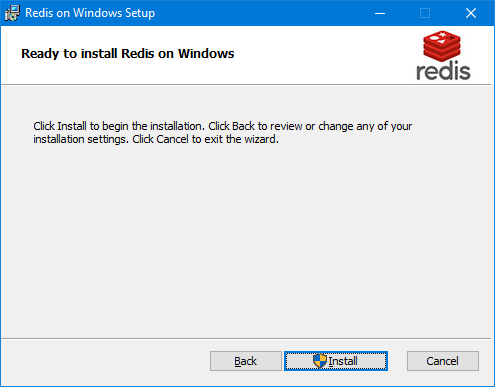 Redis on Windows Setup
Ready to install Redis on Windows
redis
Click Install to begin the installation. Click Back to review or change any of your
installation settings. Click Cancel to exit the wizard.
Back
Install
Cancel